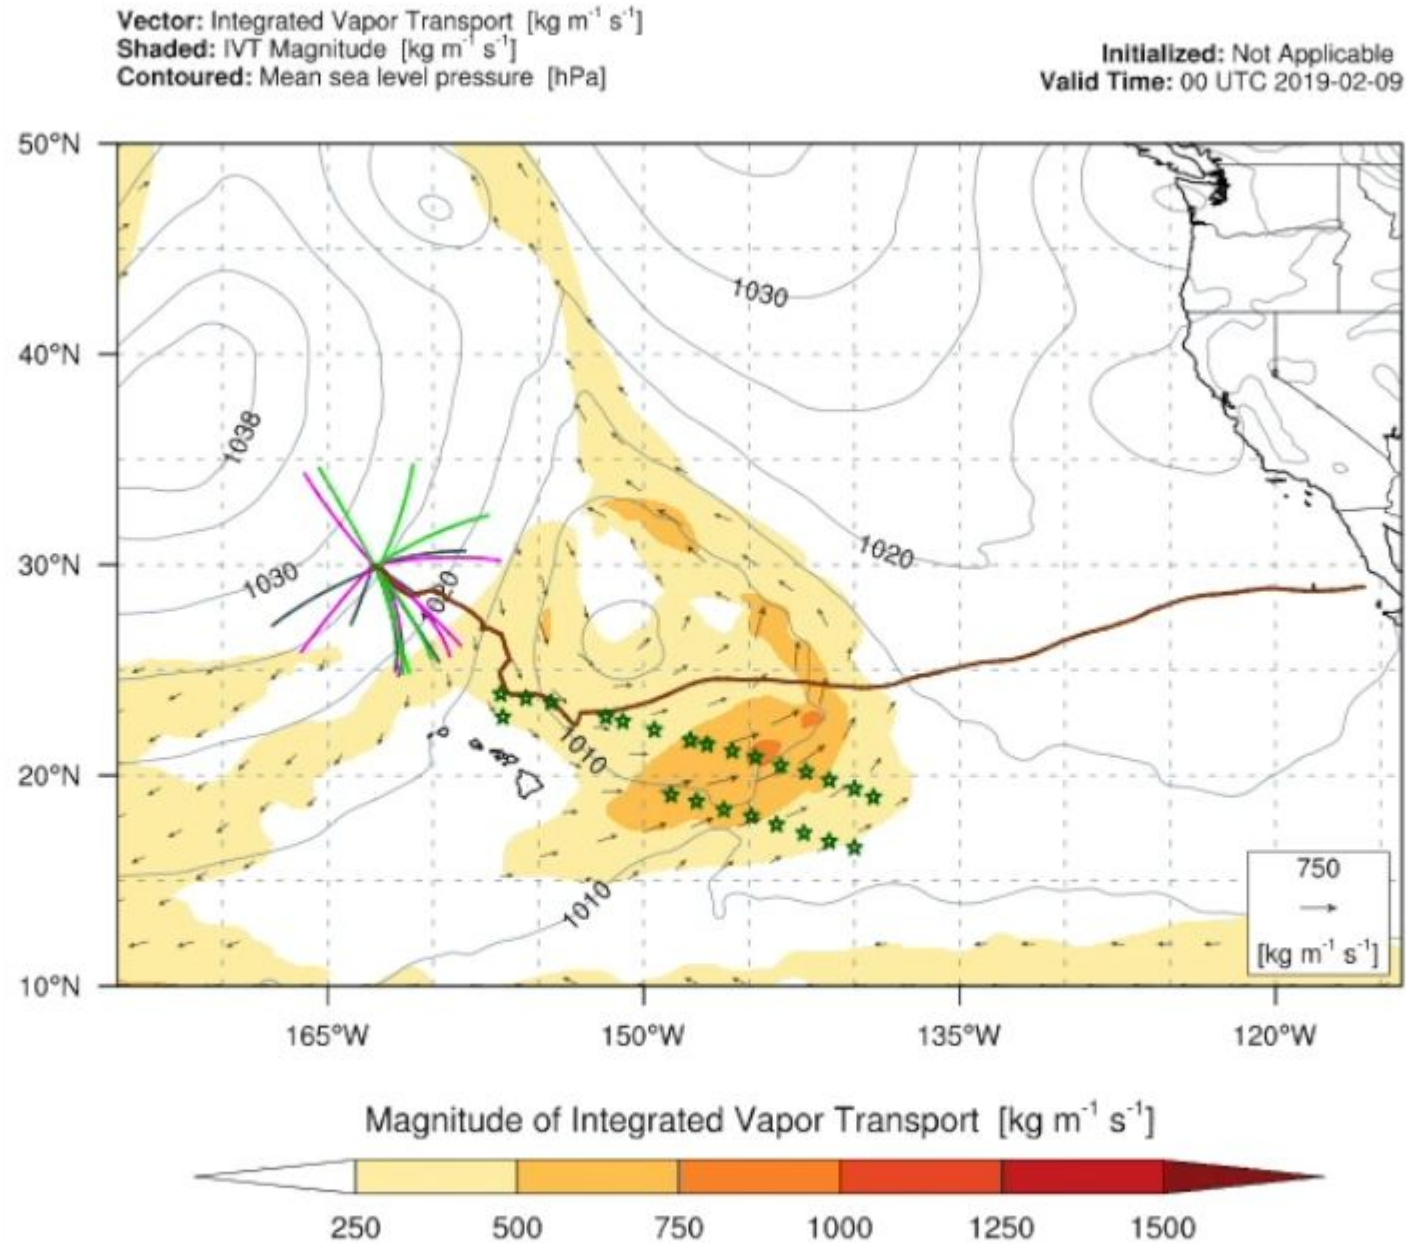 Vector: Integrated Vapor Transport [kg m⁻¹ s⁻¹]
Shaded: IVT Magnitude [kg m⁻¹ s⁻¹]
Contoured: Mean sea level pressure [hPa]
Initialized: Not Applicable
Valid Time: 00 UTC 2019-02-09
50°N
1030
40°N
1038
1020
30°N
1030
020
1010
20°N
750
1010
[kg m⁻¹ s⁻¹]
10°N
165°W 150°W 135°W 120°W
Magnitude of Integrated Vapor Transport [kg m⁻¹ s⁻¹]
250 500 750 1000 1250 1500